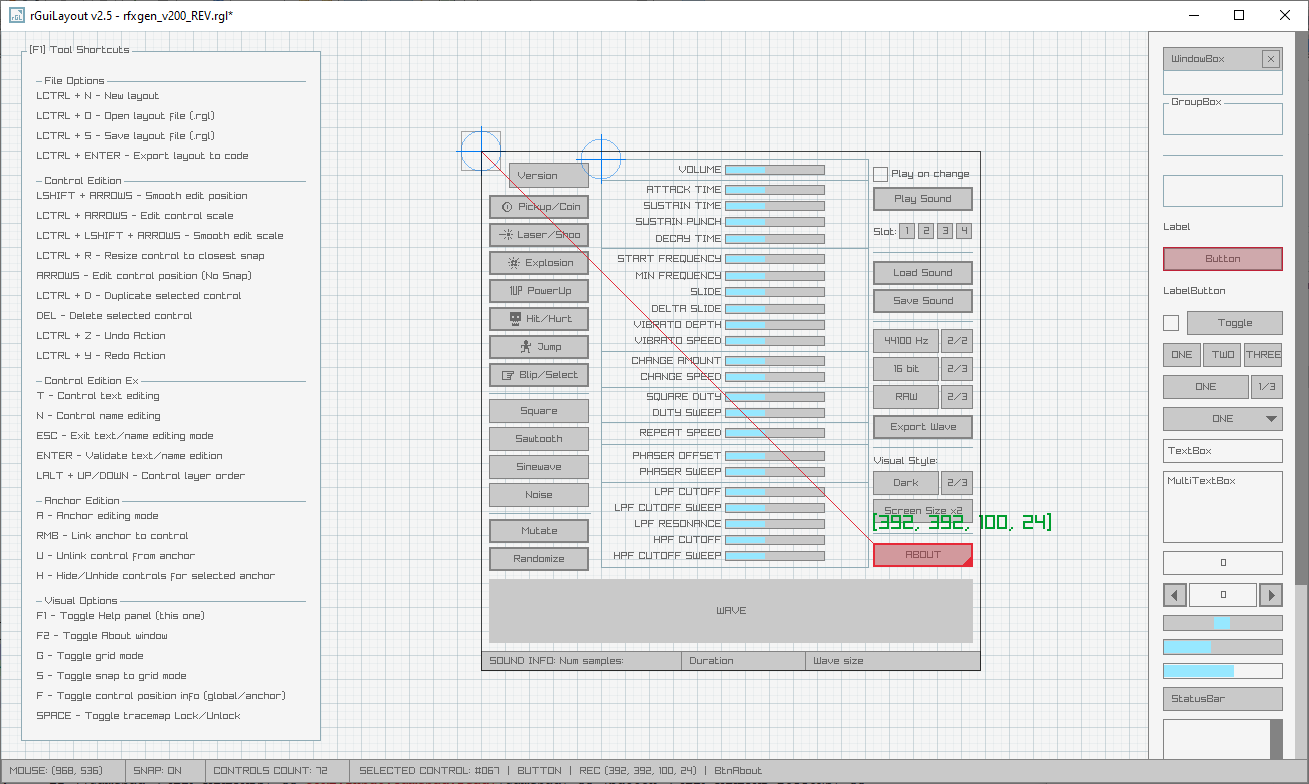 rGuiLayout v2.5 - rfxgen_v200_REV.rgl*
[F1] Tool Shortcuts
File Options
LCTRL + N - New layout
LCTRL + O - Open layout file (.rgl)
LCTRL + S - Save layout file (.rgl)
LCTRL + ENTER - Export layout to code
Control Edition
LSHIFT + ARROWS - Smooth edit position
LCTRL + ARROWS - Edit control scale
LCTRL + LSHIFT + ARROWS - Smooth edit scale
LCTRL + R - Resize control to closest snap
ARROWS - Edit control position (No Snap)
LCTRL + D - Duplicate selected control
DEL - Delete selected control
LCTRL + Z - Undo Action
LCTRL + Y - Redo Action
Control Edition Ex
T - Control text editing
N - Control name editing
ESC - Exit text/name editing mode
ENTER - Validate text/name edition
LALT + UP/DOWN - Control layer order
Anchor Edition
A - Anchor editing mode
RMB - Link anchor to control
U - Unlink control from anchor
H - Hide/Unhide controls for selected anchor
Visual Options
F1 - Toggle Help panel (this one)
F2 - Toggle About window
G - Toggle grid mode
S - Toggle snap to grid mode
F - Toggle control position info (global/anchor)
SPACE - Toggle tracemap Lock/Unlock
Version
Pickup/Coin
Laser/Shoo
Explosion
1UP PowerUp
Hit/Hurt
Jump
Blip/Select
Square
Sawtooth
Sinewave
Noise
Mutate
Randomize
VOLUME
ATTACK TIME
SUSTAIN TIME
SUSTAIN PUNCH
DECAY TIME
START FREQUENCY
MIN FREQUENCY
SLIDE
DELTA SLIDE
VIBRATO DEPTH
VIBRATO SPEED
CHANGE AMOUNT
CHANGE SPEED
SQUARE DUTY
DUTY SWEEP
REPEAT SPEED
PHASER OFFSET
PHASER SWEEP
LPF CUTOFF
LPF CUTOFF SWEEP
LPF RESONANCE
HPF CUTOFF
HPF CUTOFF SWEEP
Play on change
Play Sound
Slot: 1 2 3 4
Load Sound
Save Sound
44100 Hz 2/2
16 bit 2/3
RAW 2/3
Export Wave
Visual Style:
Dark 2/3
Screen Size x2
[392, 392, 100, 24]
ABOUT
WAVE
SOUND INFO: Num samples: Duration Wave size
WindowBox
GroupBox
Label
Button
LabelButton
Toggle
ONE TWO THREE
ONE 1/3
ONE
TextBox
MultiTextBox
0
0
StatusBar
MOUSE: (968, 536) SNAP: ON CONTROLS COUNT: 72 SELECTED CONTROL: #067 | BUTTON | REC (392, 392, 100, 24) | BtnAbout